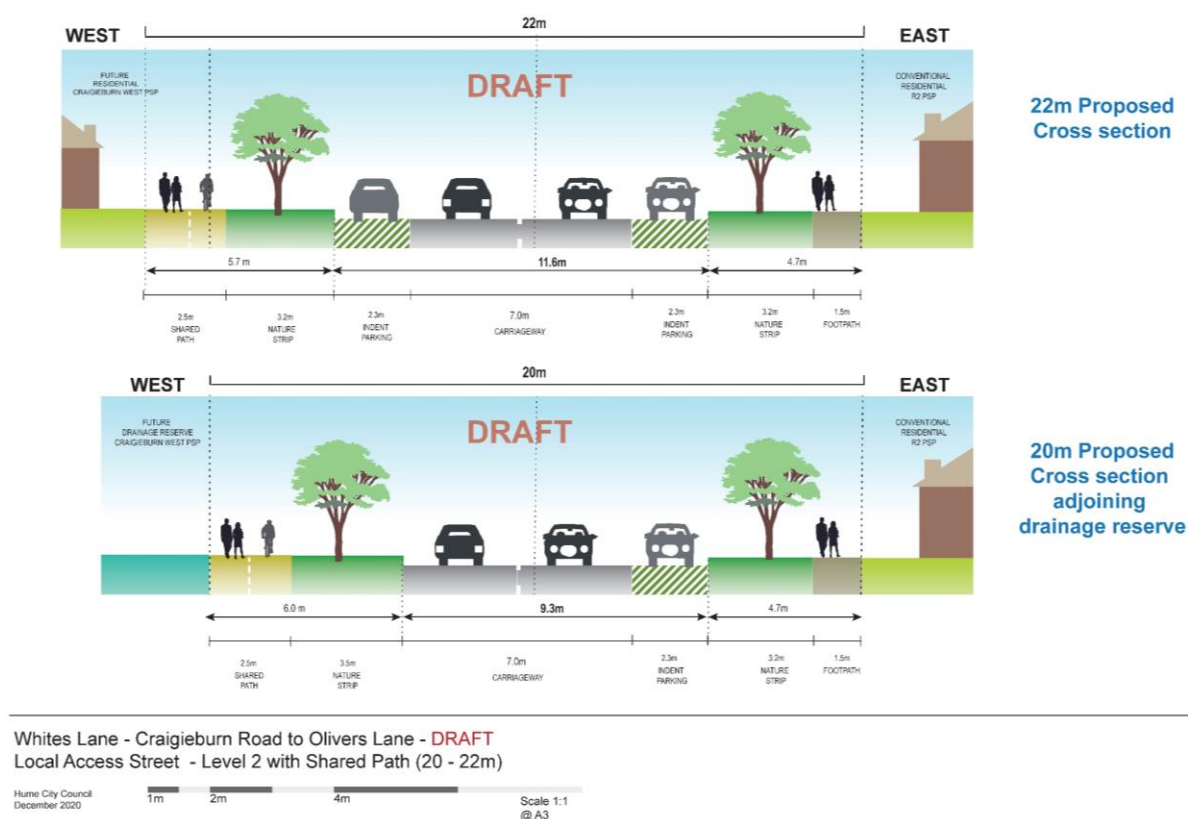 22m
WEST
EAST
FUTURE
RESIDENTIAL
CRAIGIEBURN WEST PSP
DRAFT
CONVENTIONAL
RESIDENTIAL
R2 PSP
22m Proposed
Cross section
5.7 m
11.6m
4.7m
2.5m
SHARED
PATH
3.2m
NATURE
STRIP
2.3m
INDENT
PARKING
7.0m
CARRIAGEWAY
2.3m
INDENT
PARKING
3.2m
NATURE
STRIP
1.5m
FOOTPATH
20m
WEST
EAST
FUTURE
DRAINAGE RESERVE
CRAIGIEBURN WEST PSP
DRAFT
CONVENTIONAL
RESIDENTIAL
R2 PSP
20m Proposed
Cross section
adjoining
drainage reserve
6.0 m
9.3m
4.7m
2.5m
SHARED
PATH
3.5m
NATURE
STRIP
7.0m
CARRIAGEWAY
2.3m
INDENT
PARKING
3.2m
NATURE
STRIP
1.5m
FOOTPATH
Whites Lane - Craigieburn Road to Olivers Lane - DRAFT
Local Access Street - Level 2 with Shared Path (20 - 22m)
Hume City Council
December 2020
1m
2m
4m
Scale 1:1
@ A3